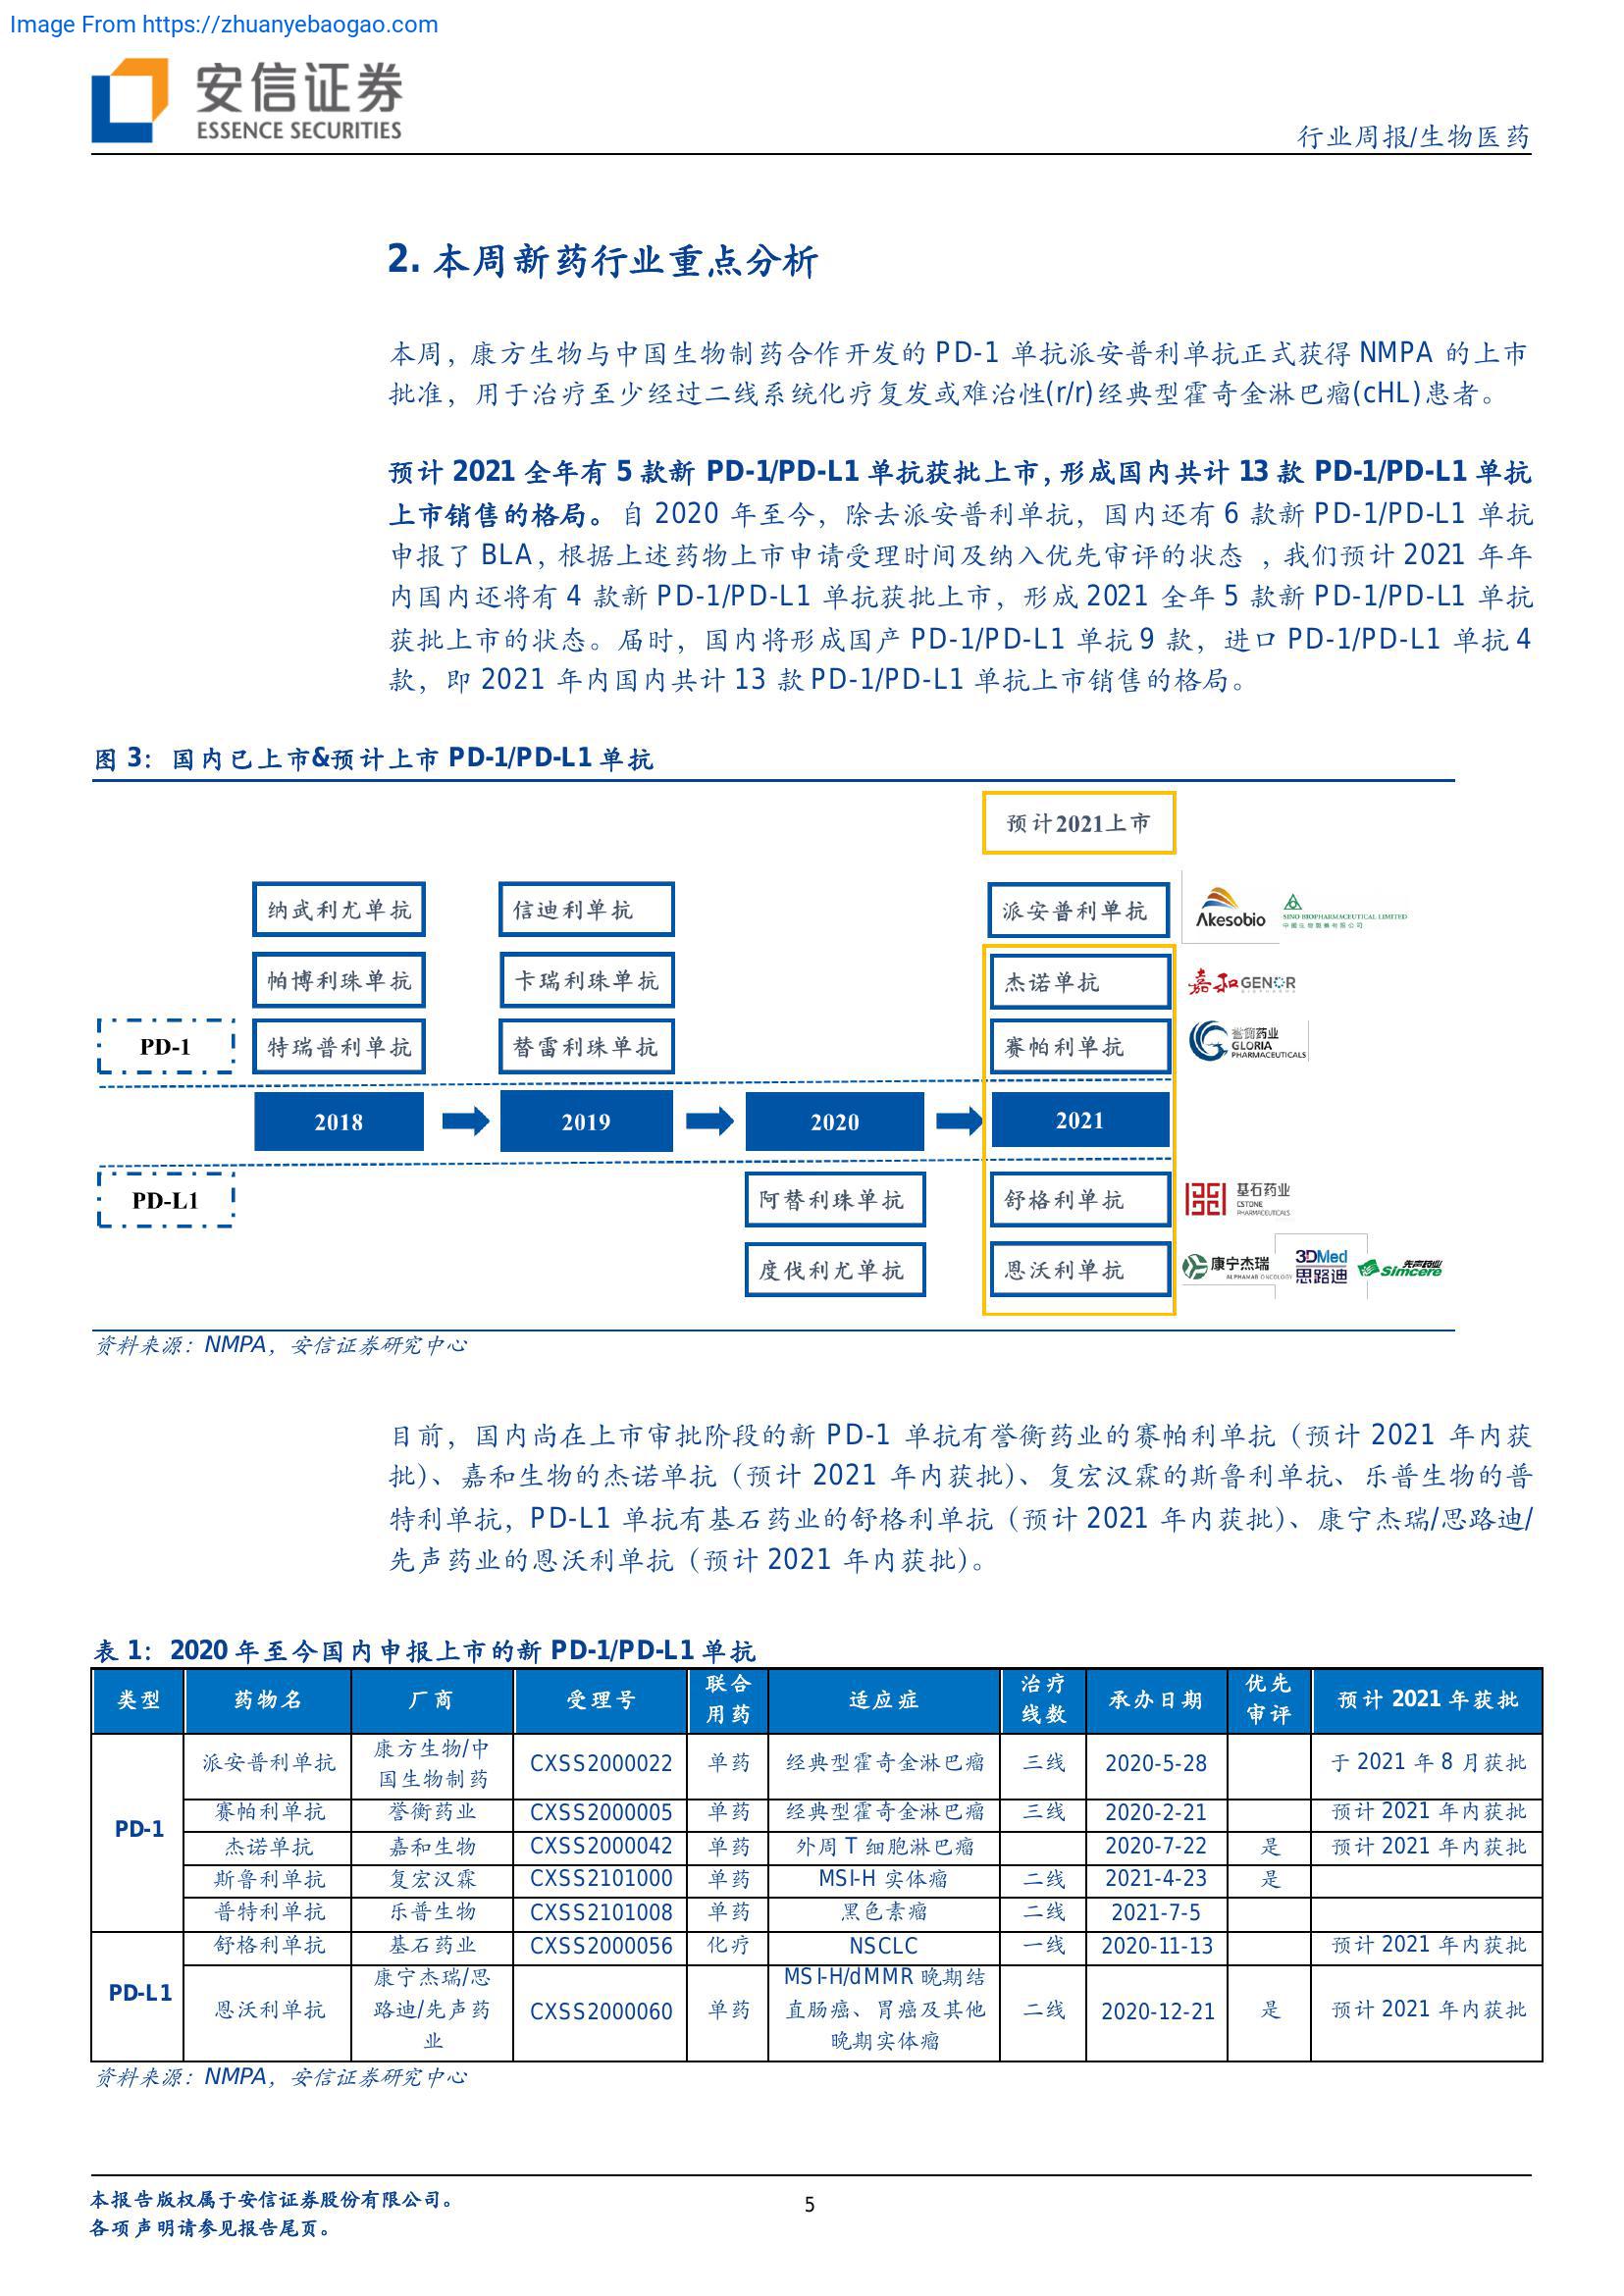 Image From https://zhuanyebaogao.com
安信证券
ESSENCE SECURITIES
行业周报/生物医药
2. 本周新药行业重点分析
本周，康方生物与中国生物制药合作开发的 PD-1 单抗派安普利单抗正式获得 NMPA 的上市
批准，用于治疗至少经过二线系统化疗复发或难治性(r/r)经典型霍奇金淋巴瘤(cHL)患者。
预计 2021 全年有 5 款新 PD-1/PD-L1 单抗获批上市，形成国内共计 13 款 PD-1/PD-L1 单抗
上市销售的格局。自 2020 年至今，除去派安普利单抗，国内还有 6 款新 PD-1/PD-L1 单抗
申报了 BLA，根据上述药物上市申请受理时间及纳入优先审评的状态 ，我们预计 2021 年年
内国内还将有 4 款新 PD-1/PD-L1 单抗获批上市，形成 2021 全年 5 款新 PD-1/PD-L1 单抗
获批上市的状态。届时，国内将形成国产 PD-1/PD-L1 单抗 9 款，进口 PD-1/PD-L1 单抗 4
款，即 2021 年内国内共计 13 款 PD-1/PD-L1 单抗上市销售的格局。
图 3：国内已上市&预计上市 PD-1/PD-L1 单抗
预计2021上市
纳武利尤单抗 信迪利单抗 派安普利单抗 Akesobio SINO BIOPHARMACEUTICAL LIMITED
中國生物製藥有限公司
帕博利珠单抗 卡瑞利珠单抗 杰诺单抗 嘉和GENOR
BIOPHARMA
PD-1 特瑞普利单抗 替雷利珠单抗 赛帕利单抗 誉衡药业
GLORIA
PHARMACEUTICALS
2018 2019 2020 2021
PD-L1 阿替利珠单抗 舒格利单抗 基石药业
CSTONE
PHARMACEUTICALS
度伐利尤单抗 恩沃利单抗 康宁杰瑞 3DMed 先声药业
ALPHAMAB ONCOLOGY 思路迪 Simcere
资料来源：NMPA，安信证券研究中心
目前，国内尚在上市审批阶段的新 PD-1 单抗有誉衡药业的赛帕利单抗（预计 2021 年内获
批）、嘉和生物的杰诺单抗（预计 2021 年内获批）、复宏汉霖的斯鲁利单抗、乐普生物的普
特利单抗，PD-L1 单抗有基石药业的舒格利单抗（预计 2021 年内获批）、康宁杰瑞/思路迪/
先声药业的恩沃利单抗（预计 2021 年内获批）。
表 1：2020 年至今国内申报上市的新 PD-1/PD-L1 单抗
类型 药物名 厂商 受理号 联合用药 适应症 治疗线数 承办日期 优先审评 预计 2021 年获批
PD-1 派安普利单抗 康方生物/中国生物制药 CXSS2000022 单药 经典型霍奇金淋巴瘤 三线 2020-5-28 于 2021 年 8 月获批
赛帕利单抗 誉衡药业 CXSS2000005 单药 经典型霍奇金淋巴瘤 三线 2020-2-21 预计 2021 年内获批
杰诺单抗 嘉和生物 CXSS2000042 单药 外周 T 细胞淋巴瘤 2020-7-22 是 预计 2021 年内获批
斯鲁利单抗 复宏汉霖 CXSS2101000 单药 MSI-H 实体瘤 二线 2021-4-23 是
普特利单抗 乐普生物 CXSS2101008 单药 黑色素瘤 二线 2021-7-5
PD-L1 舒格利单抗 基石药业 CXSS2000056 化疗 NSCLC 一线 2020-11-13 预计 2021 年内获批
恩沃利单抗 康宁杰瑞/思路迪/先声药业 CXSS2000060 单药 MSI-H/dMMR 晚期结直肠癌、胃癌及其他晚期实体瘤 二线 2020-12-21 是 预计 2021 年内获批
资料来源：NMPA，安信证券研究中心
本报告版权属于安信证券股份有限公司。
各项声明请参见报告尾页。
5